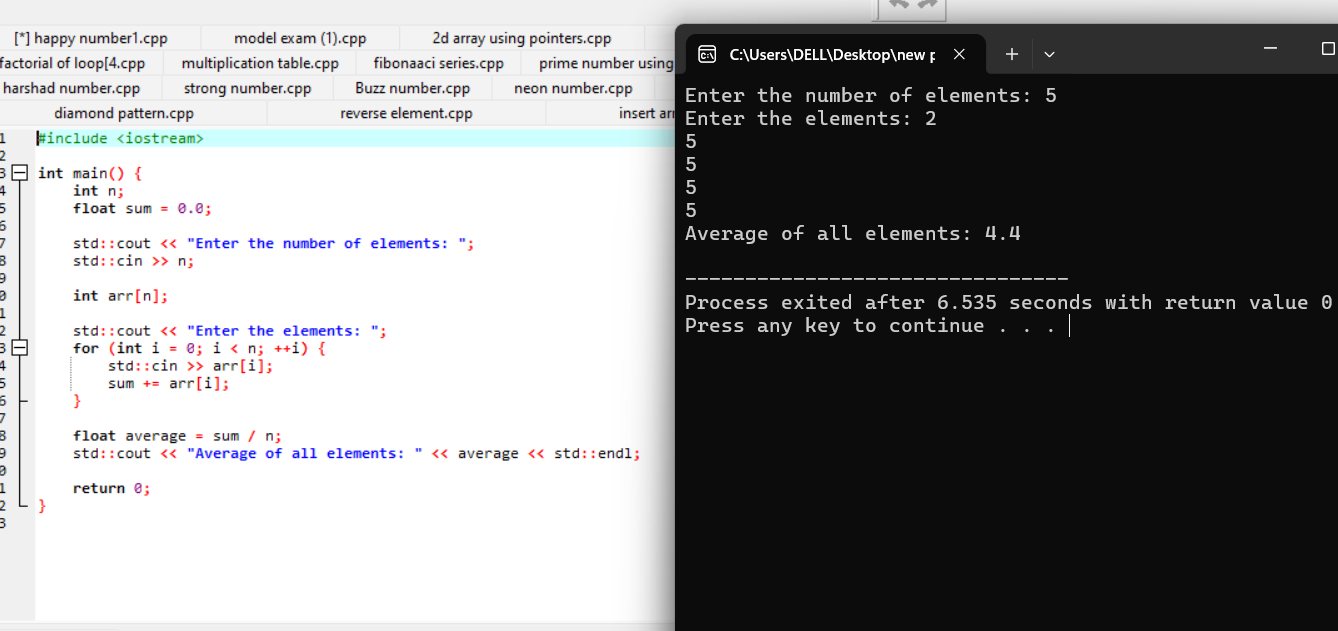 [*] happy number1.cpp model exam (1).cpp 2d array using pointers.cpp
factorial of loop[4.cpp multiplication table.cpp fibonaaci series.cpp prime number using
harshad number.cpp strong number.cpp Buzz number.cpp neon number.cpp
diamond pattern.cpp reverse element.cpp insert arr
1 #include <iostream>
2
3 int main() {
4 int n;
5 float sum = 0.0;
6
7 std::cout << "Enter the number of elements: ";
8 std::cin >> n;
9
0 int arr[n];
1
2 std::cout << "Enter the elements: ";
3 for (int i = 0; i < n; ++i) {
4 std::cin >> arr[i];
5 sum += arr[i];
6 }
7
8 float average = sum / n;
9 std::cout << "Average of all elements: " << average << std::endl;
0
1 return 0;
2 }
3
C:\Users\DELL\Desktop\new p
Enter the number of elements: 5
Enter the elements: 2
5
5
5
5
Average of all elements: 4.4
--------------------------------
Process exited after 6.535 seconds with return value 0
Press any key to continue . . .